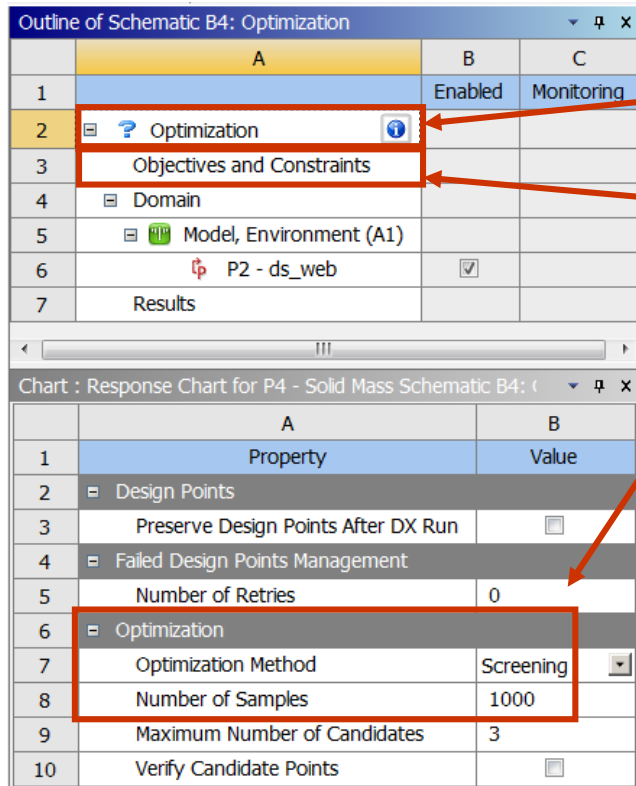 Outline of Schematic B4: Optimization
A B C
1 Enabled Monitoring
2 Optimization
3 Objectives and Constraints
4 Domain
5 Model, Environment (A1)
6 P2 - ds_web
7 Results
Chart : Response Chart for P4 - Solid Mass Schematic B4: (
A B
1 Property Value
2 Design Points
3 Preserve Design Points After DX Run
4 Failed Design Points Management
5 Number of Retries 0
6 Optimization
7 Optimization Method Screening
8 Number of Samples 1000
9 Maximum Number of Candidates 3
10 Verify Candidate Points